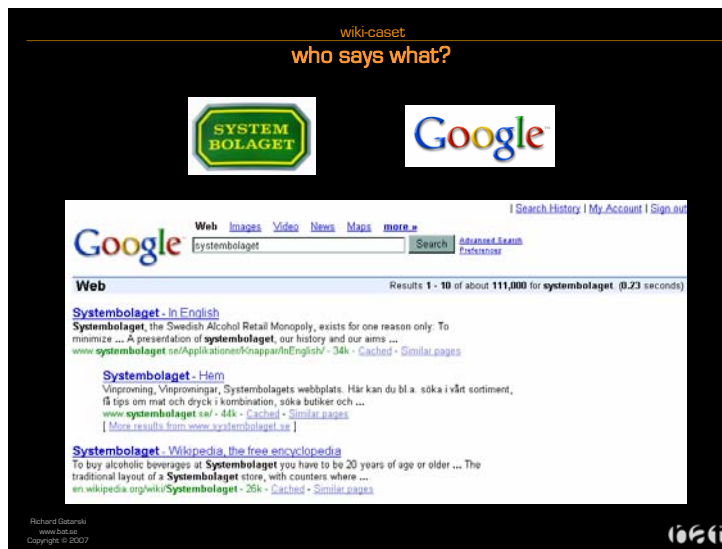 wiki-caset
who says what?
SYSTEM
BOLAGET
Google™
| Search History | My Account | Sign out
Web Images Video News Maps more »
Google
systembolaget
Search
Advanced Search
Preferences
Web
Results 1 - 10 of about 111,000 for systembolaget. (0.23 seconds)
Systembolaget - In English
Systembolaget, the Swedish Alcohol Retail Monopoly, exists for one reason only: To
minimize ... A presentation of systembolaget, our history and our aims ...
www.systembolaget.se/Applikationer/Knappar/InEnglish/ - 34k - Cached - Similar pages
Systembolaget - Hem
Vinprovning, Vinprovningar, Systembolagets webbplats. Här kan du bl.a. söka i vårt sortiment,
få tips om mat och dryck i kombination, söka butiker och ...
www.systembolaget.se/ - 44k - Cached - Similar pages
[ More results from www.systembolaget.se ]
Systembolaget - Wikipedia, the free encyclopedia
To buy alcoholic beverages at Systembolaget you have to be 20 years of age or older ... The
traditional layout of a Systembolaget store, with counters where ...
en.wikipedia.org/wiki/Systembolaget - 26k - Cached - Similar pages
Richard Gatarski
www.bat.se
Copyright © 2007